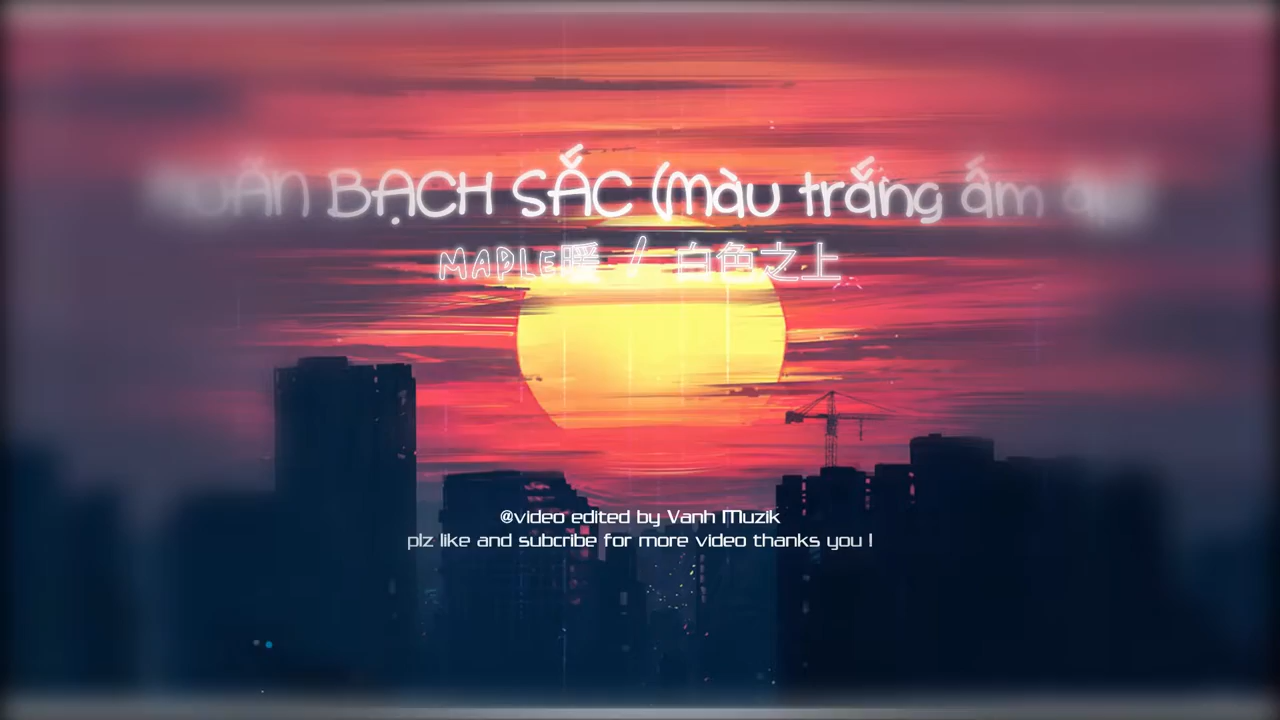 BẠCH SẮC (Màu trắng ấm áp)
MAPLE暖 / 白色之上
@video edited by Vanh Muzik
plz like and subcribe for more video thanks you !